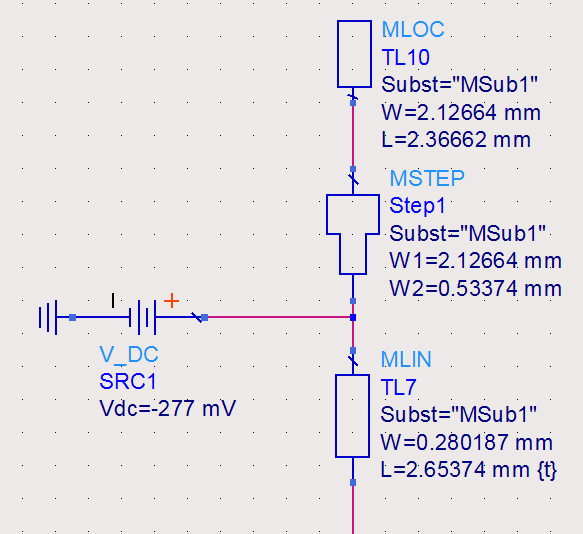 MLOC
TL10
Subst="MSub1"
W=2.12664 mm
L=2.36662 mm
MSTEP
Step1
Subst="MSub1"
W1=2.12664 mm
W2=0.53374 mm
V_DC
SRC1
Vdc=-277 mV
MLIN
TL7
Subst="MSub1"
W=0.280187 mm
L=2.65374 mm {t}